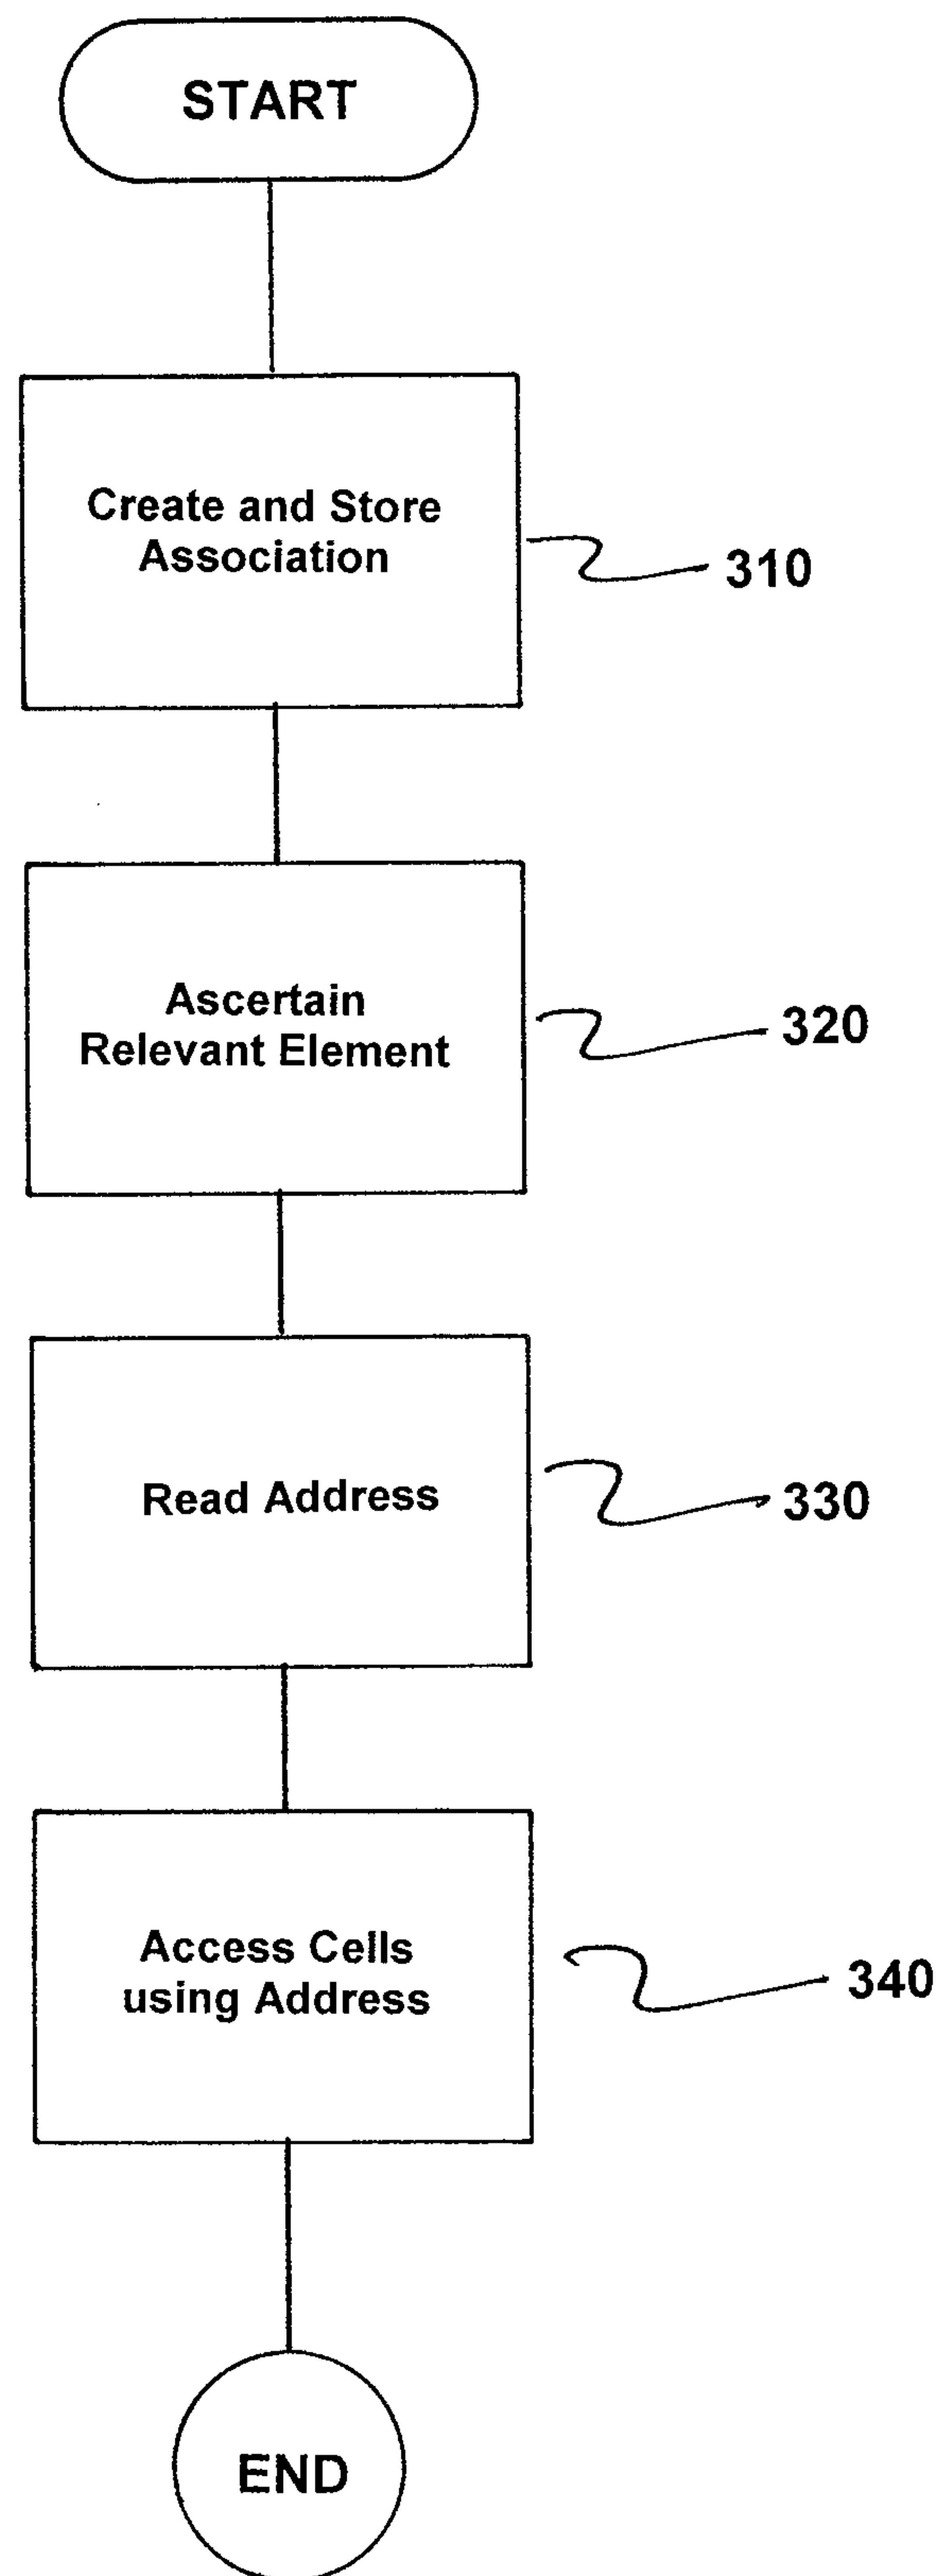 START
Create and Store
Association
310
Ascertain
Relevant Element
320
Read Address
330
Access Cells
using Address
340
END